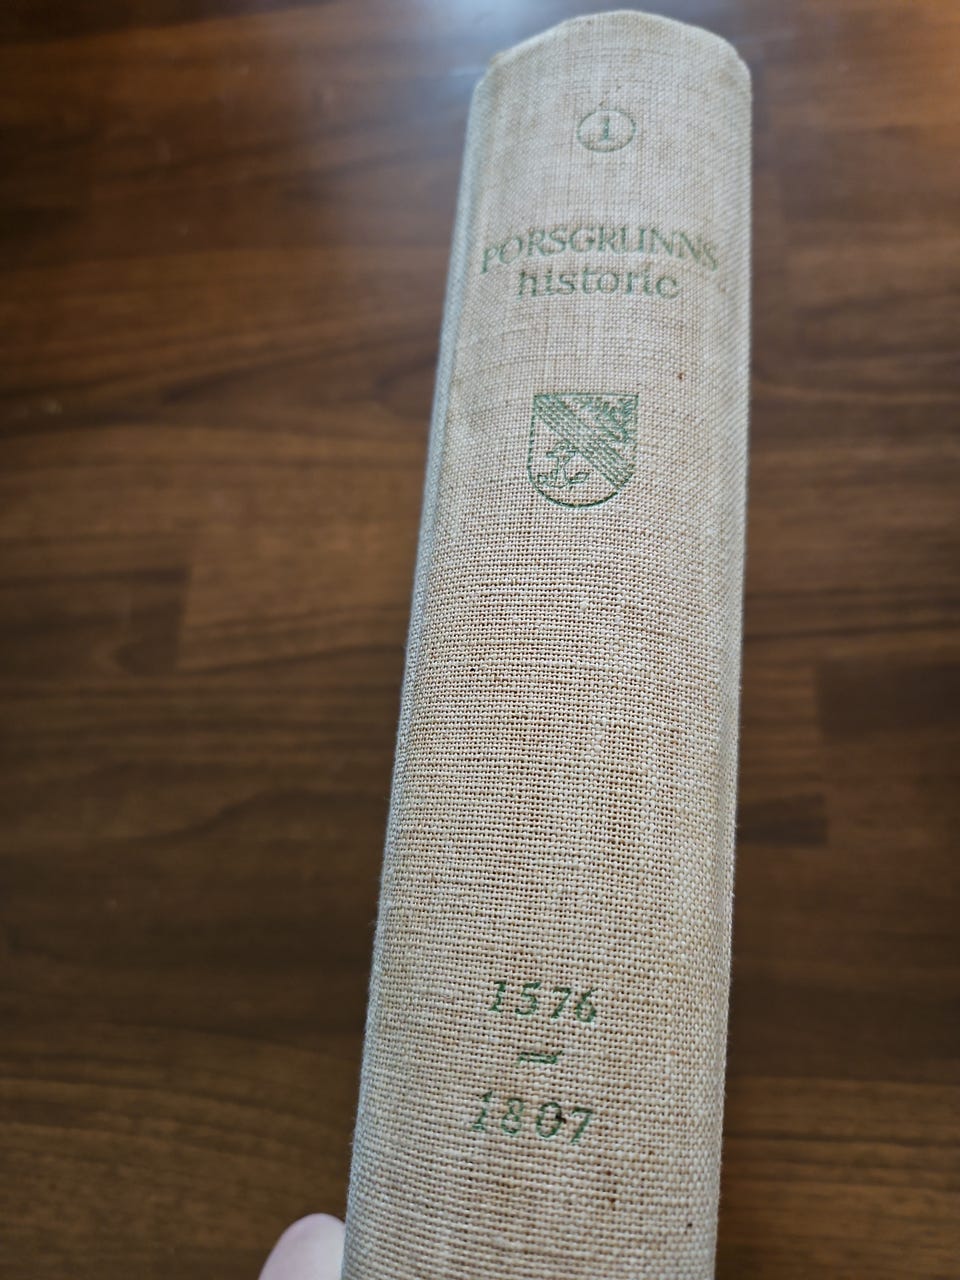 1
PORSGRUNNS
historie
1576
—
1807